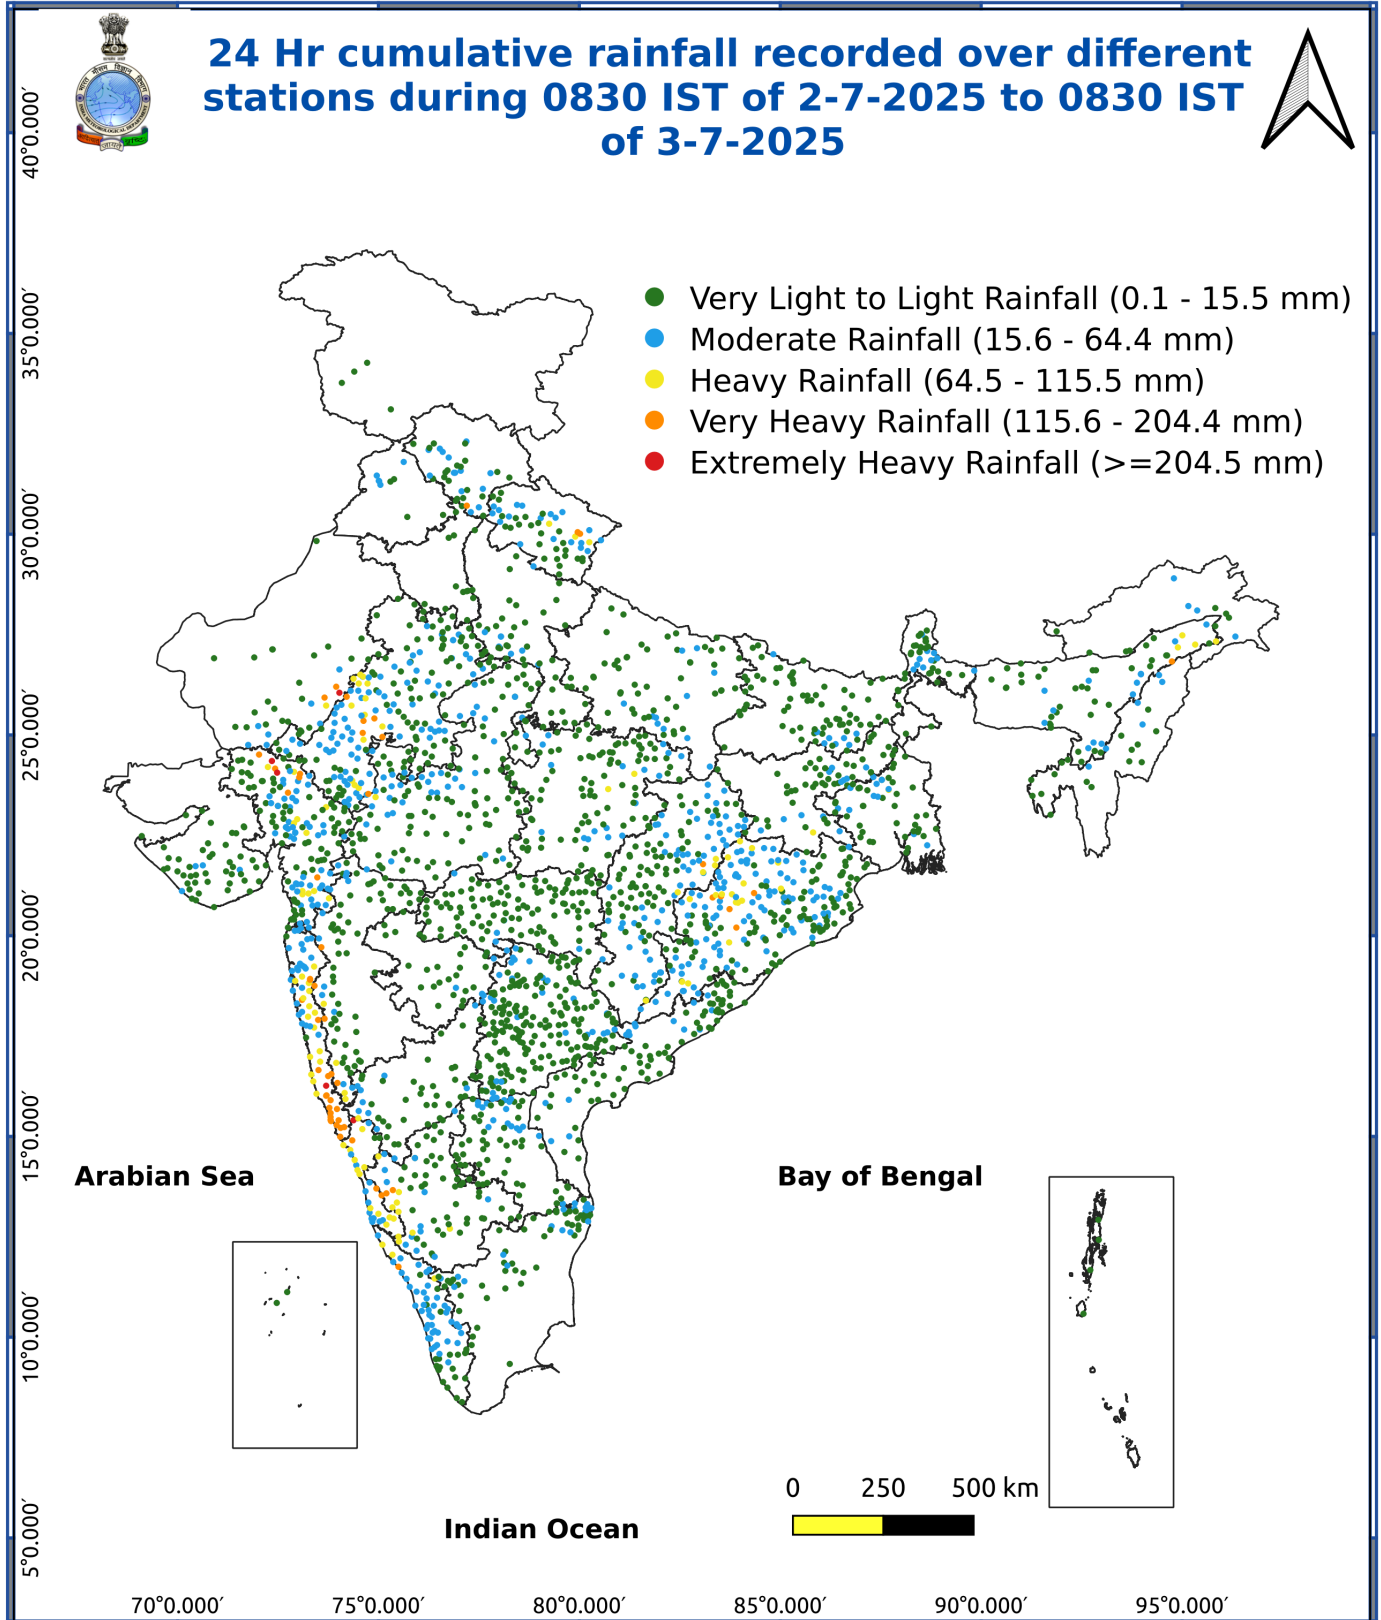 24 Hr cumulative rainfall recorded over different
stations during 0830 IST of 2-7-2025 to 0830 IST
of 3-7-2025
Very Light to Light Rainfall (0.1 - 15.5 mm)
Moderate Rainfall (15.6 - 64.4 mm)
Heavy Rainfall (64.5 - 115.5 mm)
Very Heavy Rainfall (115.6 - 204.4 mm)
Extremely Heavy Rainfall (>=204.5 mm)
40°0.000′
35°0.000′
30°0.000′
25°0.000′
20°0.000′
15°0.000′
10°0.000′
5°0.000′
Arabian Sea
Bay of Bengal
Indian Ocean
0 250 500 km
70°0.000′ 75°0.000′ 80°0.000′ 85°0.000′ 90°0.000′ 95°0.000′